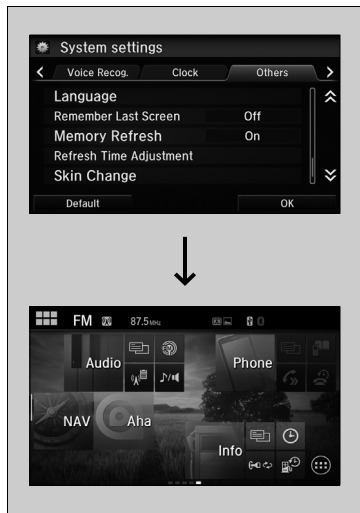 System settings
Voice Recog. Clock Others
Language
Remember Last Screen Off
Memory Refresh On
Refresh Time Adjustment
Skin Change
Default OK
FM 87.5MHz
Audio Phone
NAV Aha
Info